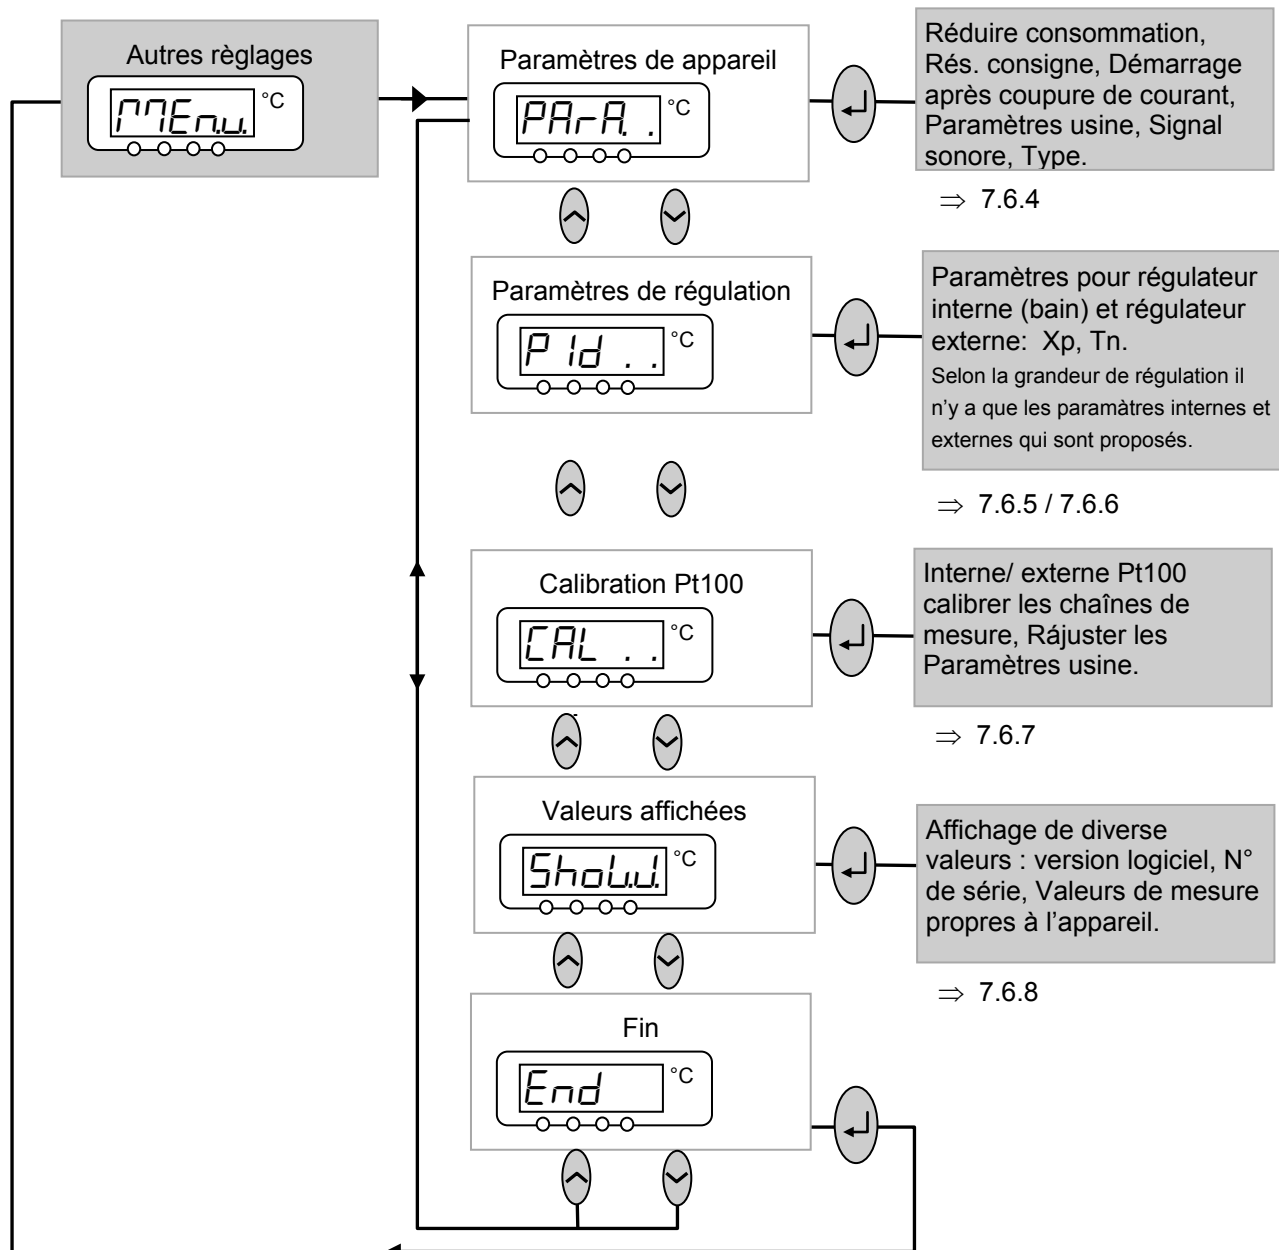 Autres règlages
MEn.u.
°C
Paramètres de appareil
PArA. .
°C
Réduire consommation,
Rés. consigne, Démarrage
après coupure de courant,
Paramètres usine, Signal
sonore, Type.
⇒ 7.6.4
Paramètres de régulation
PId . .
°C
Paramètres pour régulateur
interne (bain) et régulateur
externe: Xp, Tn.
Selon la grandeur de régulation il
n’y a que les paramàtres internes et
externes qui sont proposés.
⇒ 7.6.5 / 7.6.6
Calibration Pt100
CAL . .
°C
Interne/ externe Pt100
calibrer les chaînes de
mesure, Rájuster les
Paramètres usine.
⇒ 7.6.7
Valeurs affichées
Sho.w.
°C
Affichage de diverse
valeurs : version logiciel, N°
de série, Valeurs de mesure
propres à l’appareil.
⇒ 7.6.8
Fin
End
°C